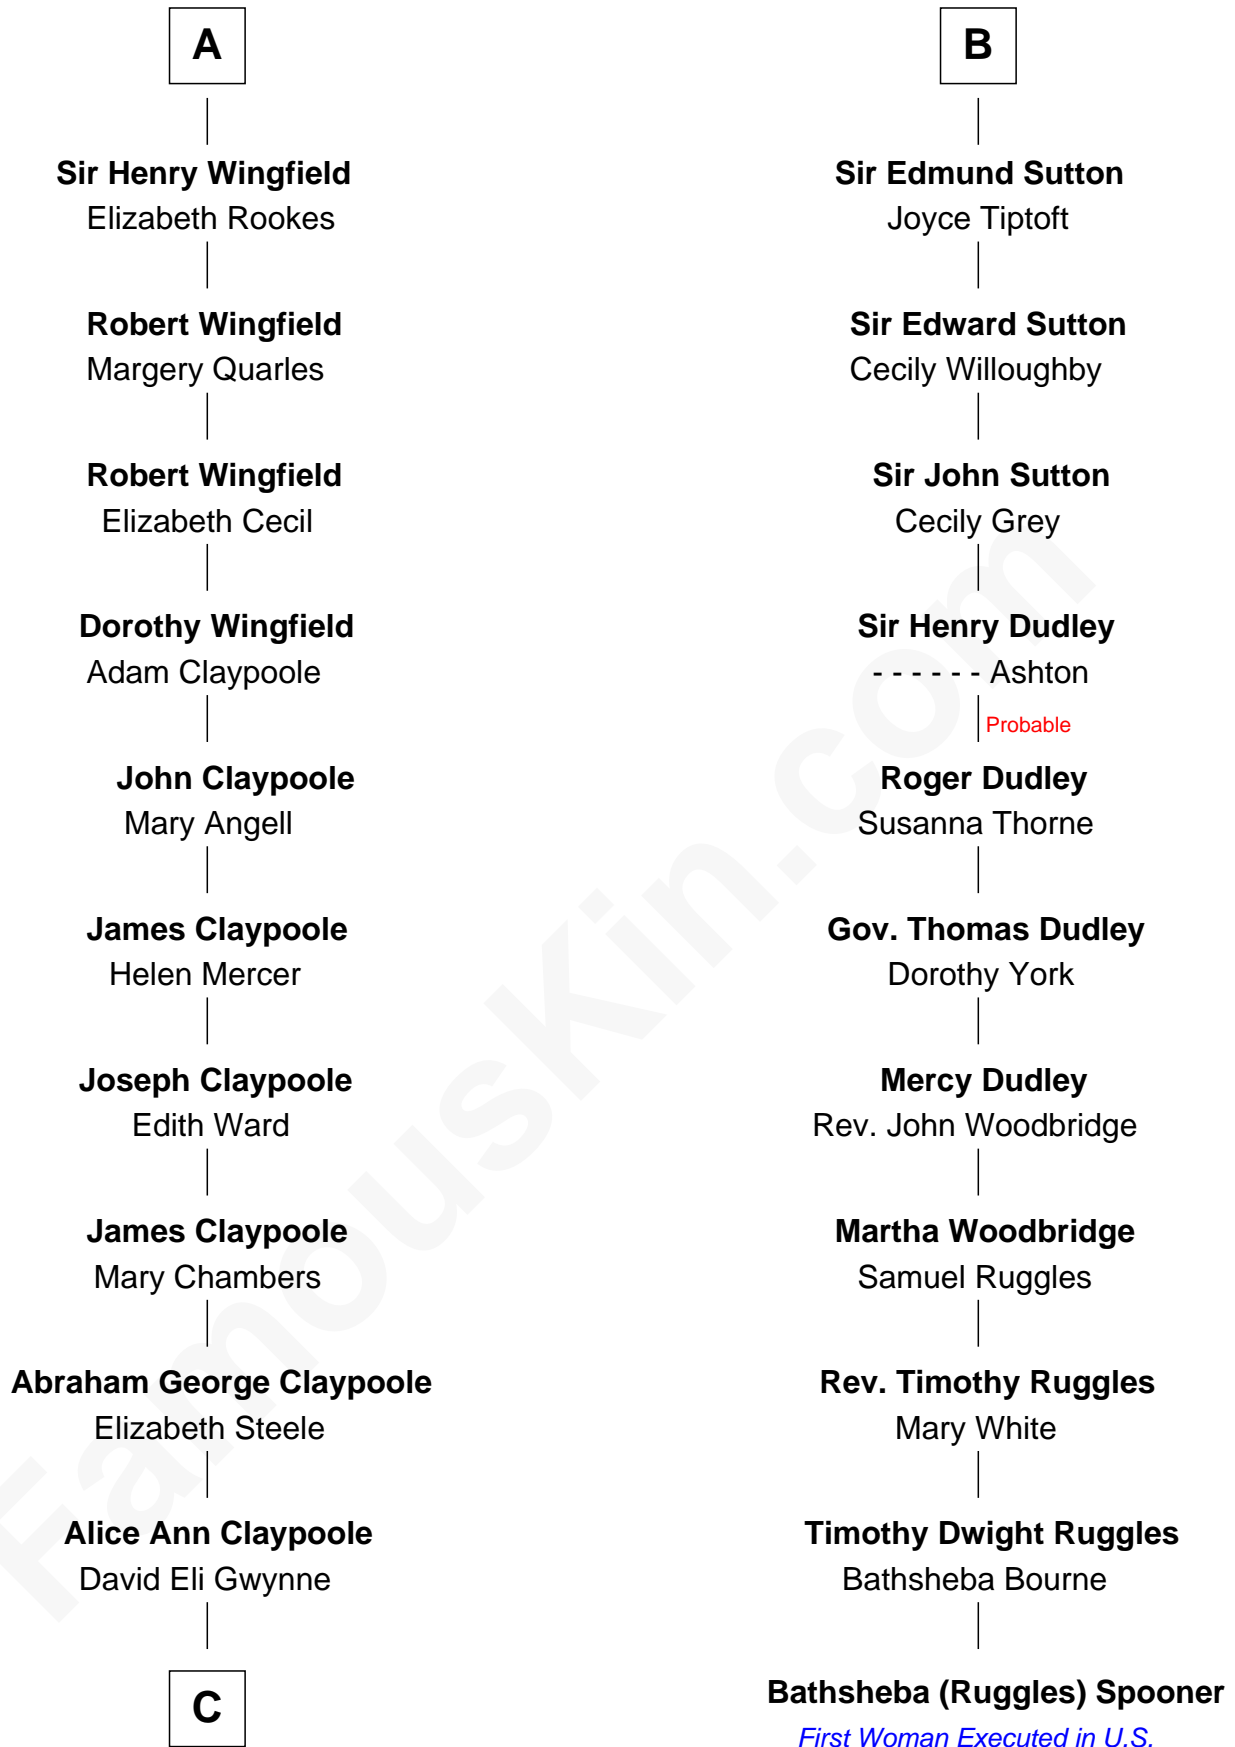 A
Sir Henry Wingfield
Elizabeth Rookes
Robert Wingfield
Margery Quarles
Robert Wingfield
Elizabeth Cecil
Dorothy Wingfield
Adam Claypoole
John Claypoole
Mary Angell
James Claypoole
Helen Mercer
Joseph Claypoole
Edith Ward
James Claypoole
Mary Chambers
Abraham George Claypoole
Elizabeth Steele
Alice Ann Claypoole
David Eli Gwynne
C
B
Sir Edmund Sutton
Joyce Tiptoft
Sir Edward Sutton
Cecily Willoughby
Sir John Sutton
Cecily Grey
Sir Henry Dudley
- - - - - - Ashton
Probable
Roger Dudley
Susanna Thorne
Gov. Thomas Dudley
Dorothy York
Mercy Dudley
Rev. John Woodbridge
Martha Woodbridge
Samuel Ruggles
Rev. Timothy Ruggles
Mary White
Timothy Dwight Ruggles
Bathsheba Bourne
Bathsheba (Ruggles) Spooner
First Woman Executed in U.S.
FamousKin.com